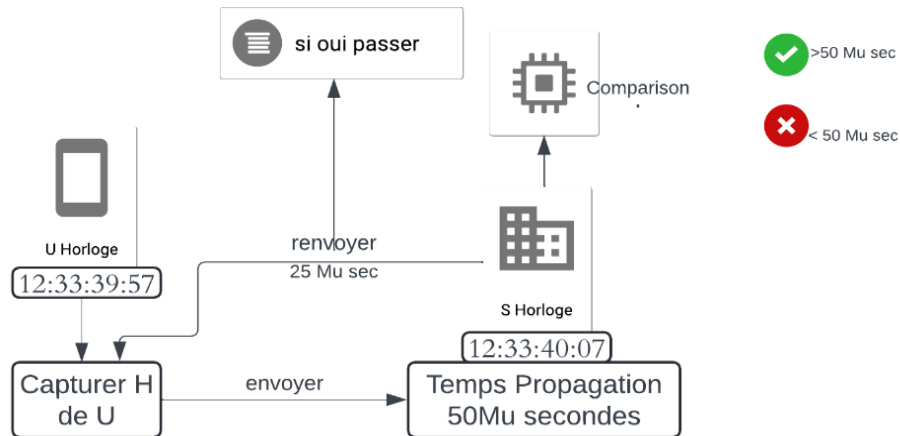 si oui passer
>50 Mu sec
Comparison
< 50 Mu sec
U Horloge
12:33:39:57
renvoyer
25 Mu sec
S Horloge
12:33:40:07
Capturer H
de U
envoyer
Temps Propagation
50Mu secondes